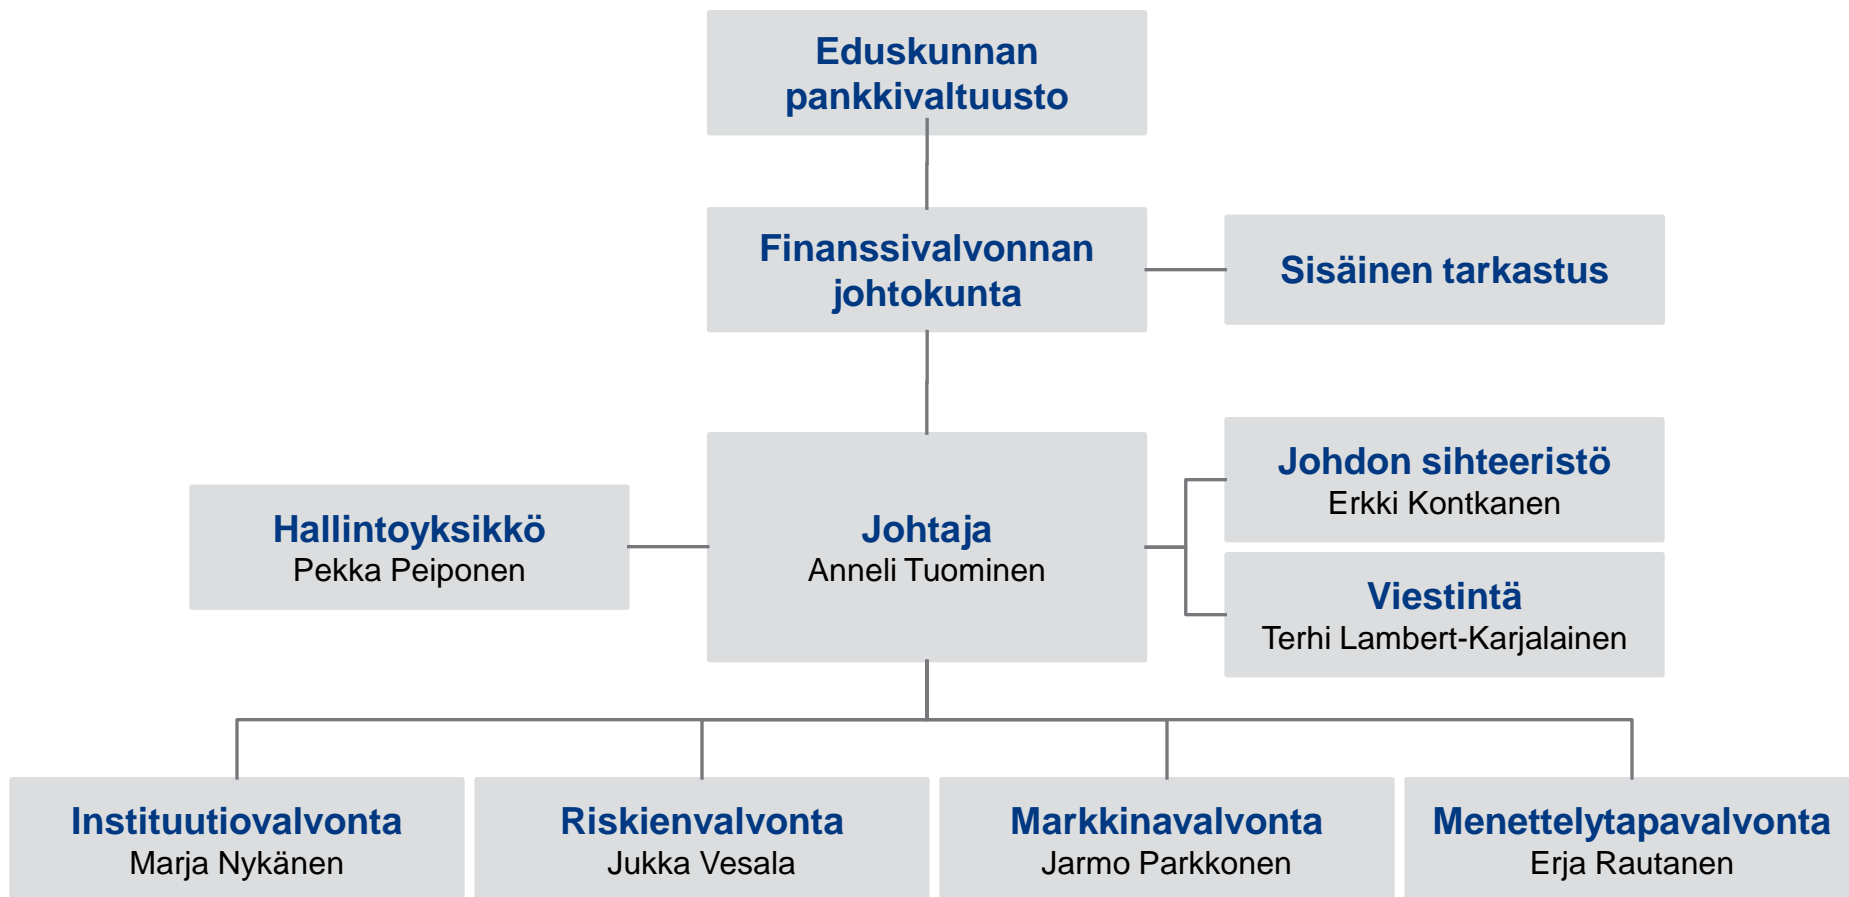 Eduskunnan
pankkivaltuusto
Finanssivalvonnan
johtokunta
Sisäinen tarkastus
Johdon sihteeristö
Erkki Kontkanen
Hallintoyksikkö
Pekka Peiponen
Johtaja
Anneli Tuominen
Viestintä
Terhi Lambert-Karjalainen
Instituutiovalvonta
Marja Nykänen
Riskienvalvonta
Jukka Vesala
Markkinavalvonta
Jarmo Parkkonen
Menettelytapavalvonta
Erja Rautanen